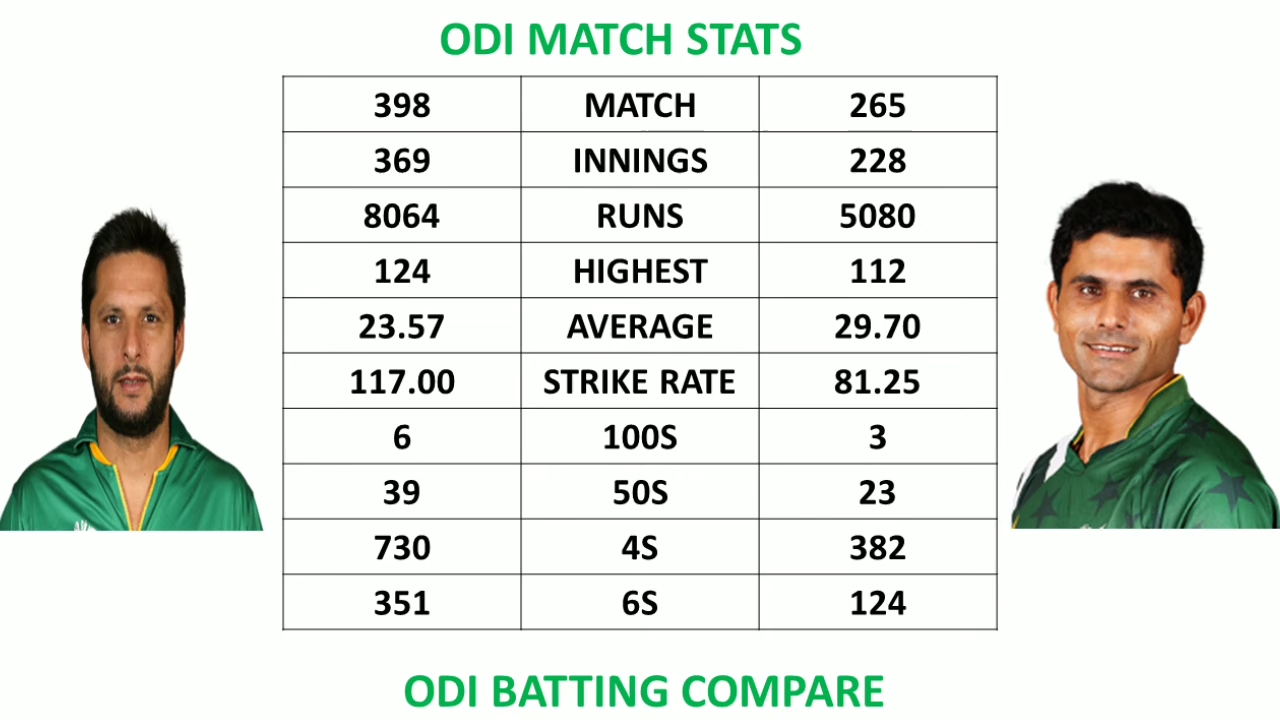 ODI MATCH STATS
398 MATCH 265
369 INNINGS 228
8064 RUNS 5080
124 HIGHEST 112
23.57 AVERAGE 29.70
117.00 STRIKE RATE 81.25
6 100S 3
39 50S 23
730 4S 382
351 6S 124
ODI BATTING COMPARE